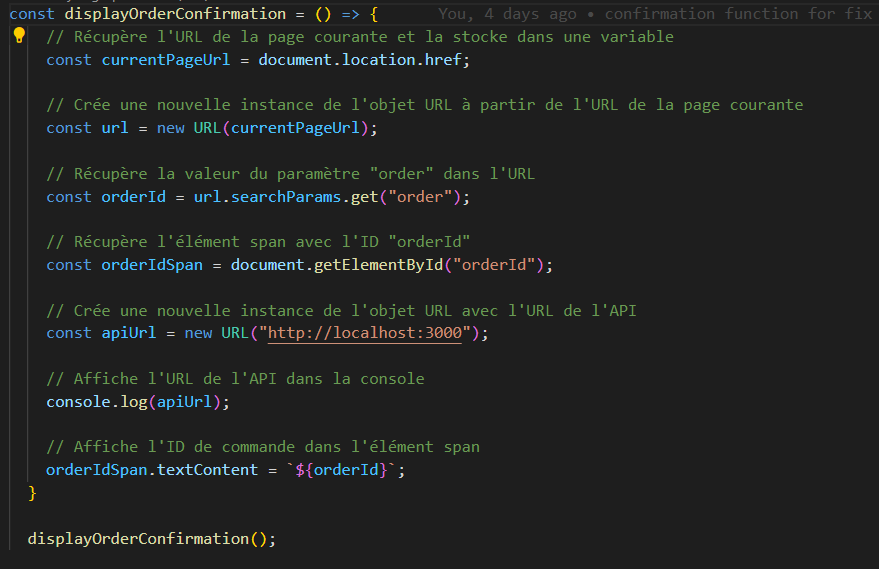 const displayOrderConfirmation = () => { You, 4 days ago • confirmation function for fix
// Récupère l'URL de la page courante et la stocke dans une variable
const currentPageUrl = document.location.href;
// Crée une nouvelle instance de l'objet URL à partir de l'URL de la page courante
const url = new URL(currentPageUrl);
// Récupère la valeur du paramètre "order" dans l'URL
const orderId = url.searchParams.get("order");
// Récupère l'élément span avec l'ID "orderId"
const orderIdSpan = document.getElementById("orderId");
// Crée une nouvelle instance de l'objet URL avec l'URL de l'API
const apiUrl = new URL("http://localhost:3000");
// Affiche l'URL de l'API dans la console
console.log(apiUrl);
// Affiche l'ID de commande dans l'élément span
orderIdSpan.textContent = `${orderId}`;
}
displayOrderConfirmation();